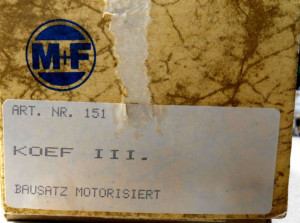 M+F
ART. NR. 151
KOEF III.
BAUSATZ MOTORISIERT